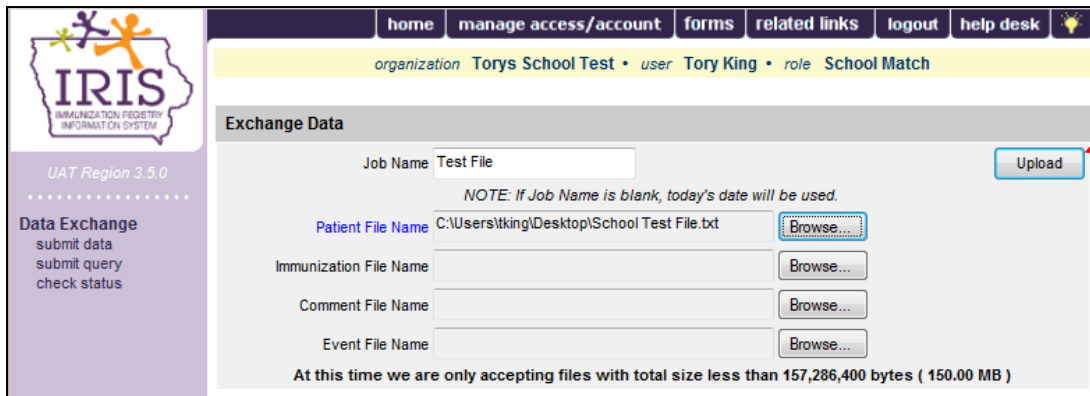 home manage access/account forms related links logout help desk
organization Torys School Test • user Tory King • role School Match
IRIS
IMMUNIZATION REGISTRY
INFORMATION SYSTEM
UAT Region 3.5.0
Data Exchange
submit data
submit query
check status
Exchange Data
Job Name Test File Upload
NOTE: If Job Name is blank, today's date will be used.
Patient File Name C:\Users\tking\Desktop\School Test File.txt Browse...
Immunization File Name Browse...
Comment File Name Browse...
Event File Name Browse...
At this time we are only accepting files with total size less than 157,286,400 bytes ( 150.00 MB )